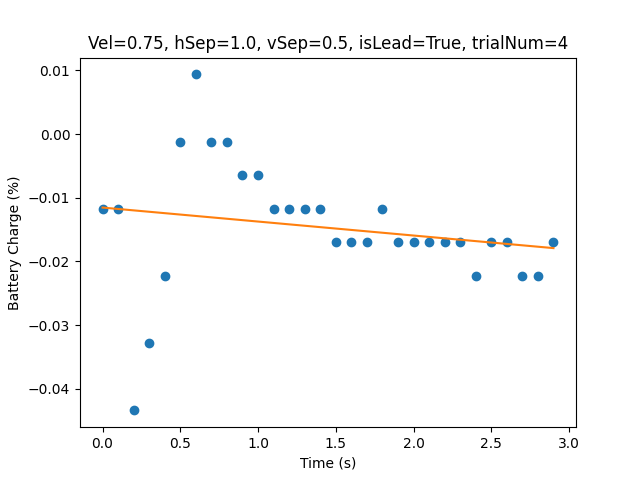 Vel=0.75, hSep=1.0, vSep=0.5, isLead=True, trialNum=4
0.01
0.00
−0.01
−0.02
−0.03
−0.04
Battery Charge (%)
0.0 0.5 1.0 1.5 2.0 2.5 3.0
Time (s)